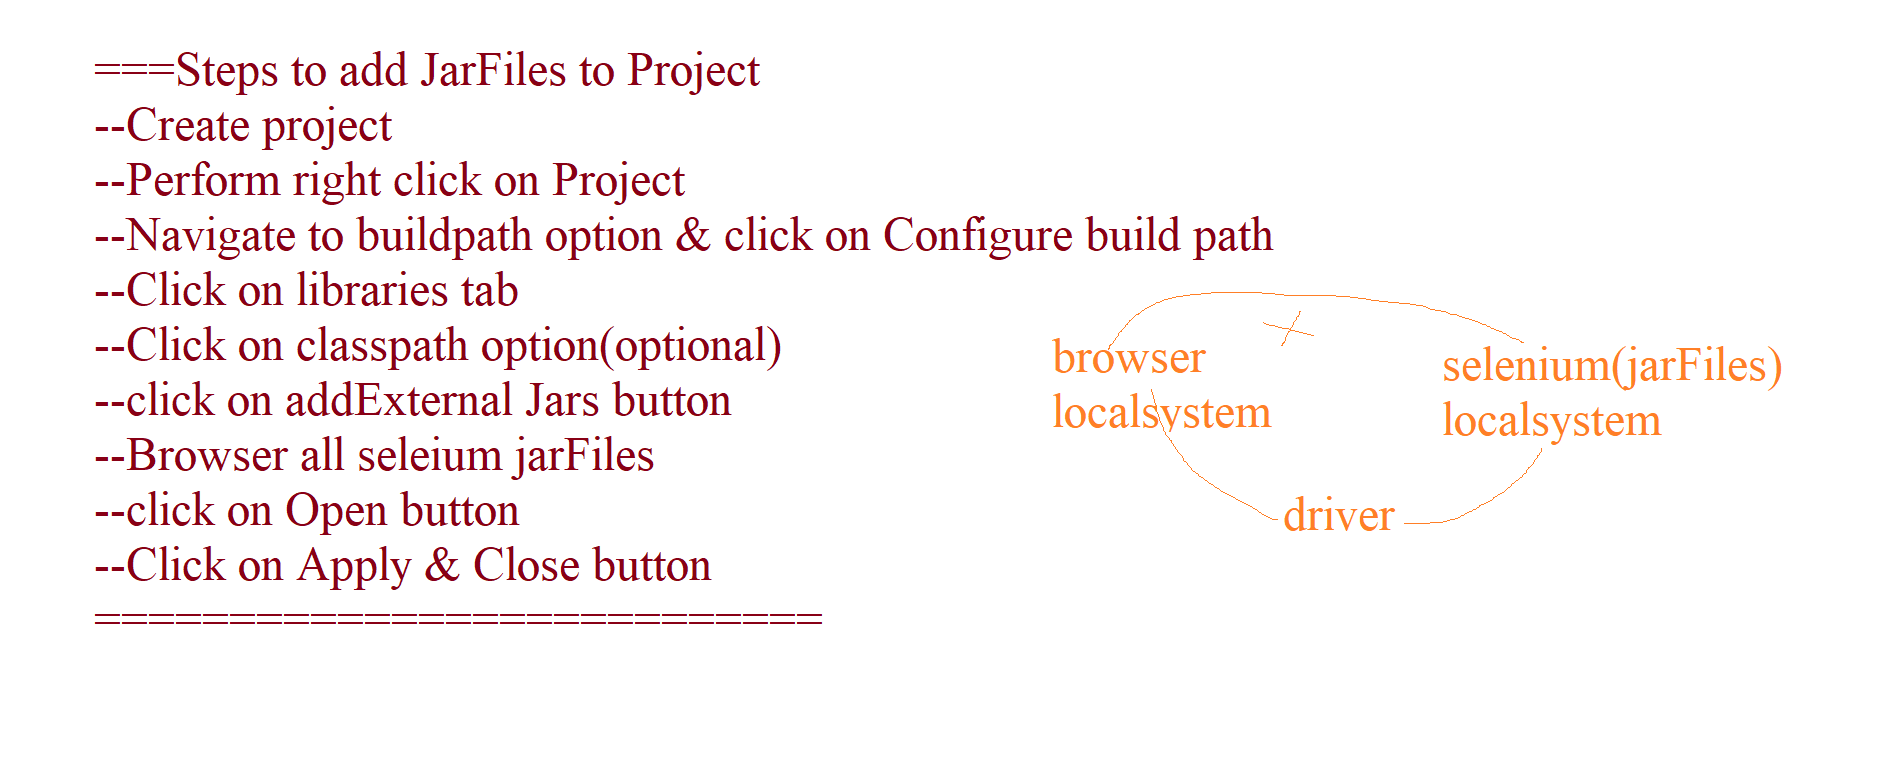 ===Steps to add JarFiles to Project
--Create project
--Perform right click on Project
--Navigate to buildpath option & click on Configure build path
--Click on libraries tab
--Click on classpath option(optional)
--click on addExternal Jars button
--Browser all seleium jarFiles
--click on Open button
--Click on Apply & Close button
===========================
browser
localsystem
selenium(jarFiles)
localsystem
driver